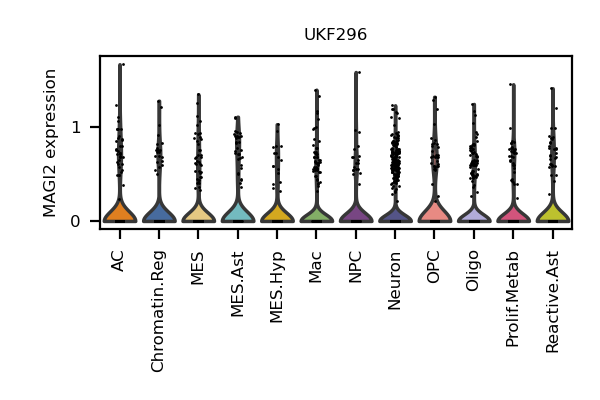 UKF296
MAGI2 expression
1
0
AC
Chromatin.Reg
MES
MES.Ast
MES.Hyp
Mac
NPC
Neuron
OPC
Oligo
Prolif.Metab
Reactive.Ast